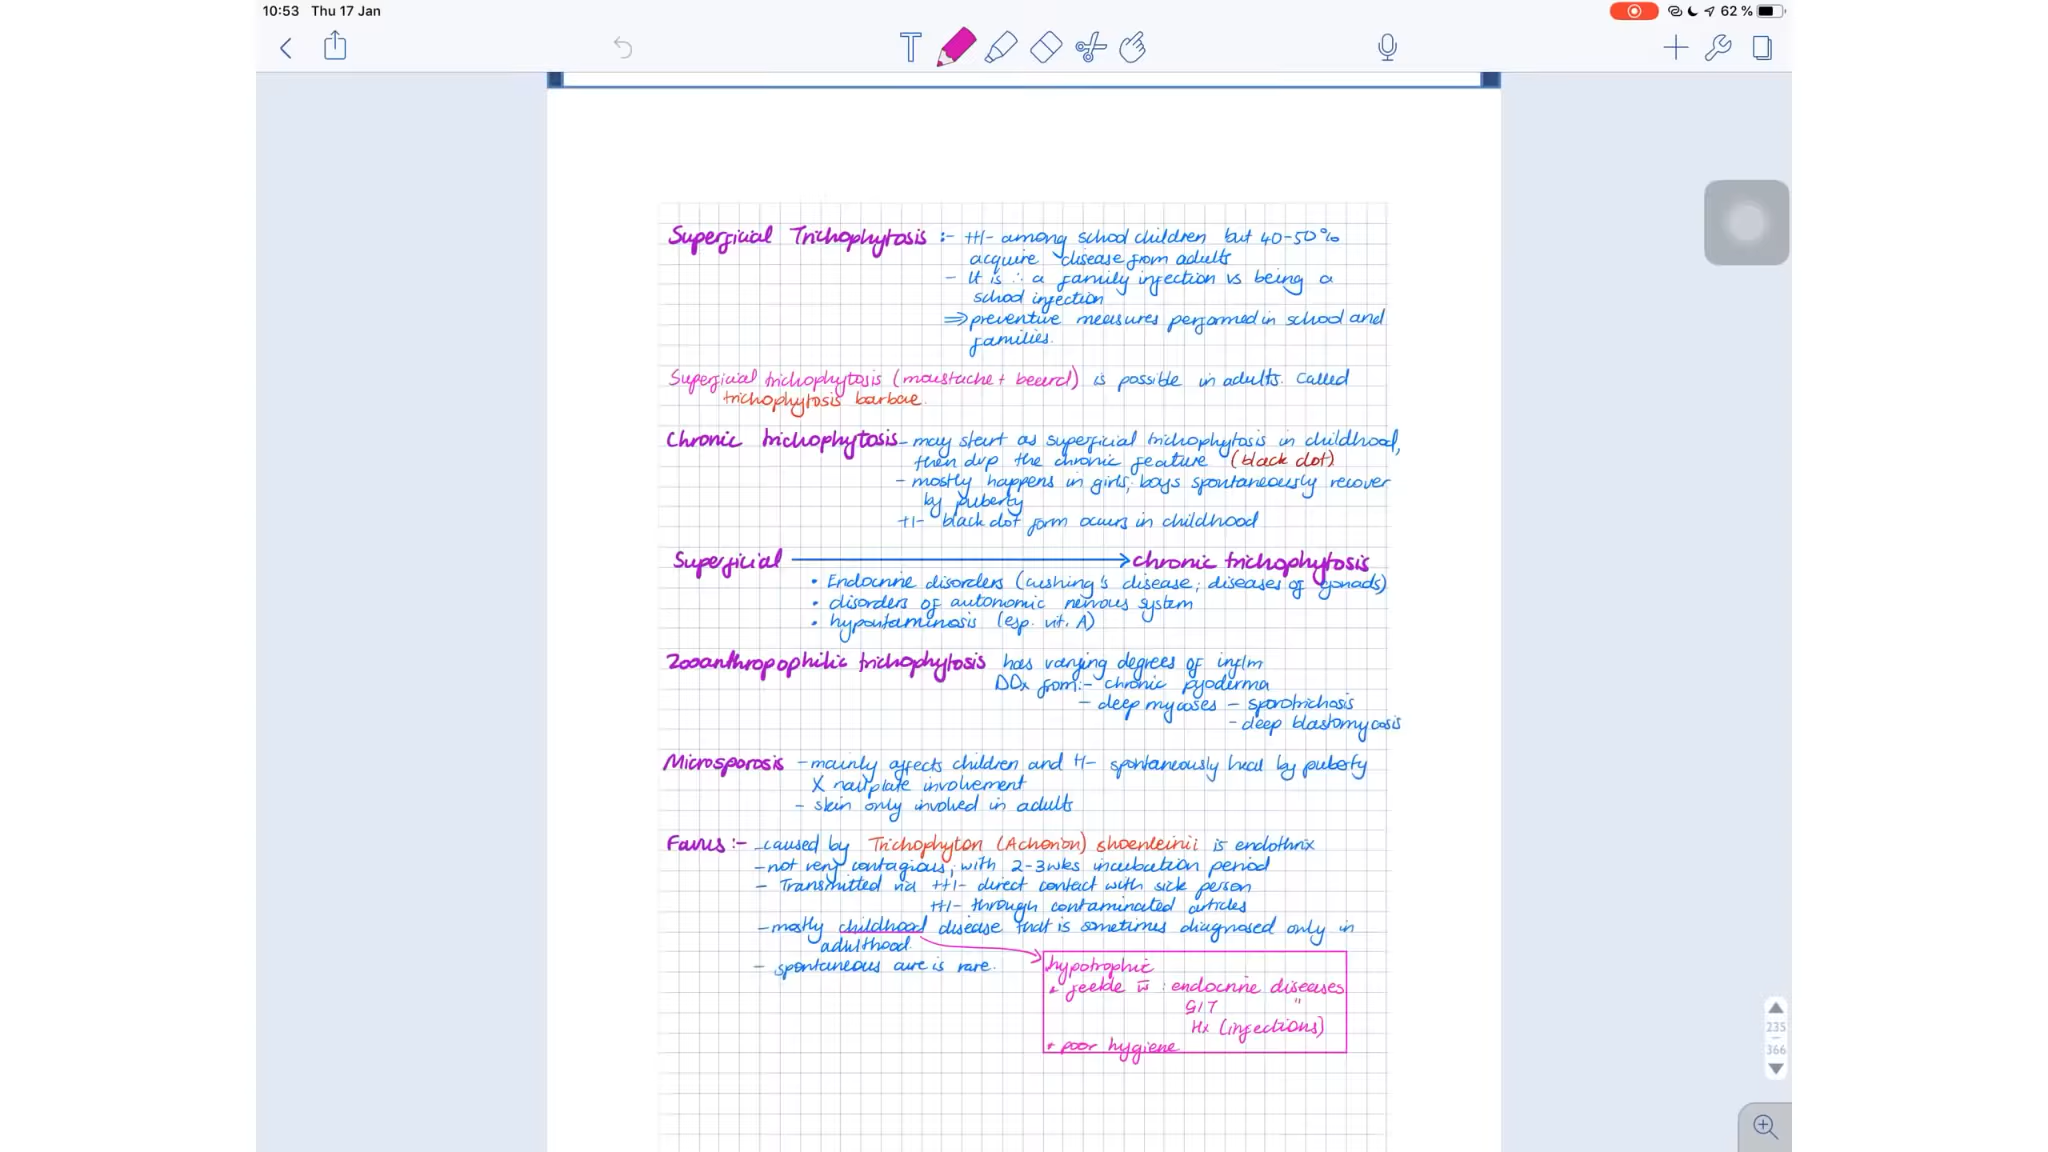 10:53 Thu 17 Jan
62 %
T
Superficial Trichophytosis :- ++- among school children but 40-50%
acquire disease from adults
- It is ∴ a family infection vs being a
school infection
⇒ preventive measures performed in school and
families.
Superficial trichophytosis (moustache + beard) is possible in adults. Called
trichophytosis barbae.
Chronic trichophytosis - may start as superficial trichophytosis in childhood,
then dvp the chronic feature (black dot)
- mostly happens in girls; boys spontaneously recover
by puberty
+/- black dot form occurs in childhood
Superficial → chronic trichophytosis
• Endocrine disorders (cushing's disease; diseases of gonads)
• disorders of autonomic nervous system
• hypovitaminosis (esp. vit. A)
Zooanthropophilic trichophytosis has varying degrees of inflm
DDx from:- chronic pyoderma
- deep mycoses - sporotrichosis
- deep blastomycosis
Microsporosis - mainly affects children and +/- spontaneously heal by puberty
X nail plate involvement
- skin only involved in adults
Favus :- - caused by Trichophyton (Achorion) shoenleinii is endothrix
- not very contagious, with 2-3wks incubation period
- Transmitted via ++/- direct contact with sick person
++/- through contaminated articles
- mostly childhood disease that is sometimes diagnosed only in
adulthood.
- spontaneous cure is rare.
hypotrophic
+ feeble w̄ : endocrine diseases
GIT "
Hx (infections)
+ poor hygiene
235
366